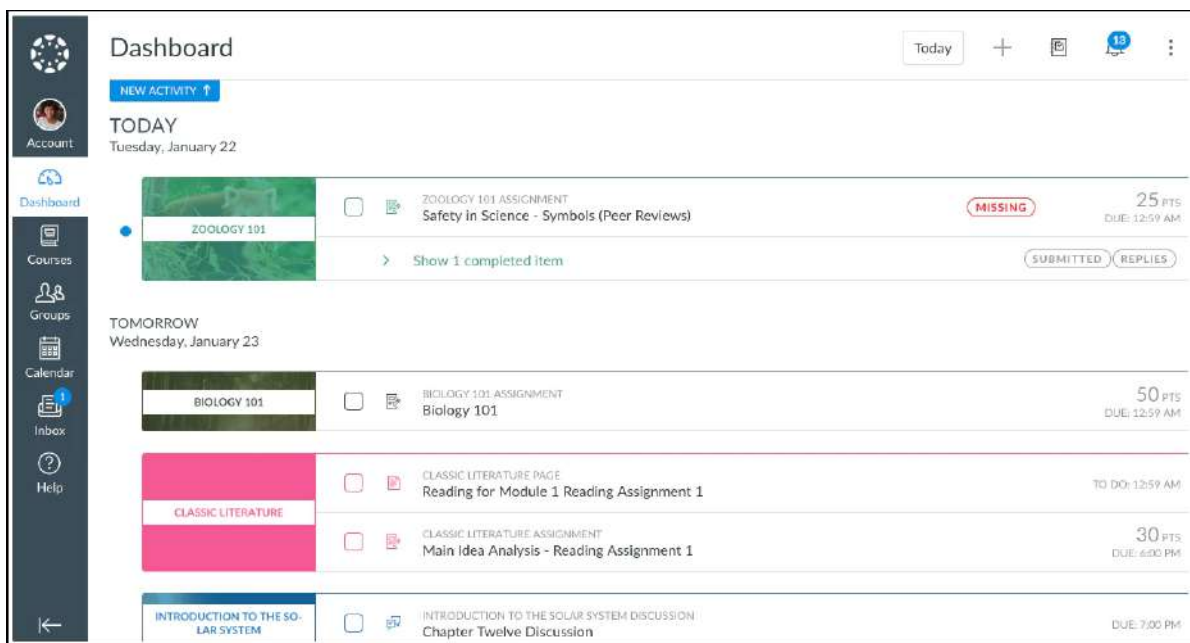 Dashboard
Today
13
NEW ACTIVITY
TODAY
Tuesday, January 22
Account
Dashboard
Courses
Groups
Calendar
1
Inbox
Help
ZOOLOGY 101
ZOOLOGY 101 ASSIGNMENT
Safety in Science - Symbols (Peer Reviews)
MISSING
25 PTS
DUE: 12:59 AM
Show 1 completed item
SUBMITTED
REPLIES
TOMORROW
Wednesday, January 23
BIOLOGY 101
BIOLOGY 101 ASSIGNMENT
Biology 101
50 PTS
DUE: 12:59 AM
CLASSIC LITERATURE
CLASSIC LITERATURE PAGE
Reading for Module 1 Reading Assignment 1
TO DO: 12:59 AM
CLASSIC LITERATURE ASSIGNMENT
Main Idea Analysis - Reading Assignment 1
30 PTS
DUE: 6:00 PM
INTRODUCTION TO THE SO-
LAR SYSTEM
INTRODUCTION TO THE SOLAR SYSTEM DISCUSSION
Chapter Twelve Discussion
DUE: 7:00 PM